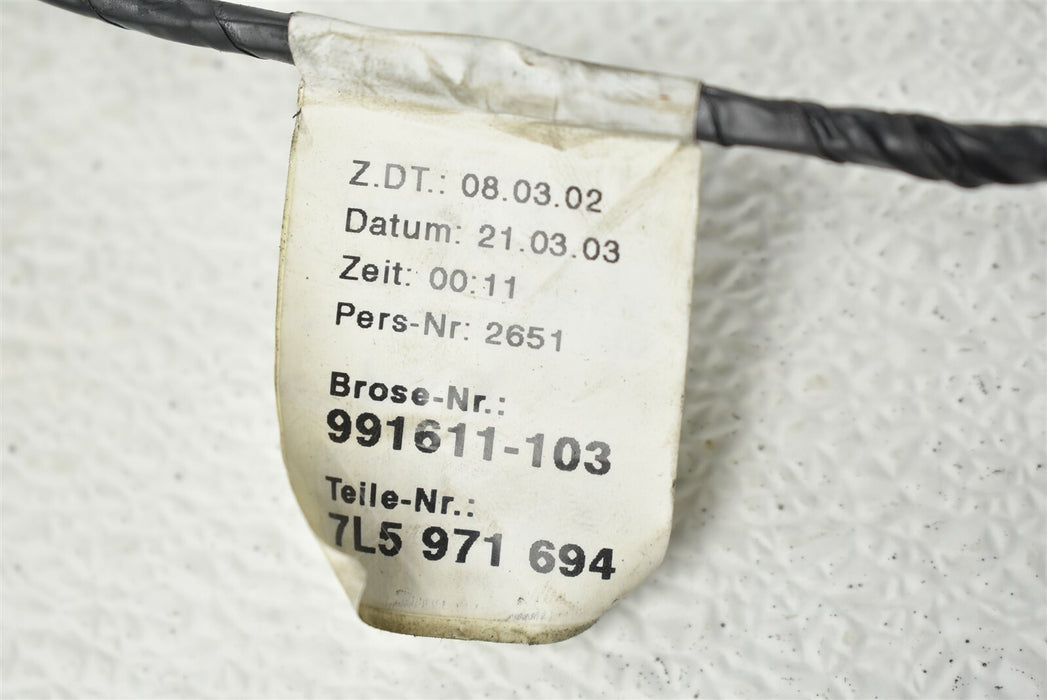 Z.DT.: 08.03.02
Datum: 21.03.03
Zeit: 00:11
Pers-Nr: 2651
Brose-Nr.:
991611-103
Teile-Nr.:
7L5 971 694